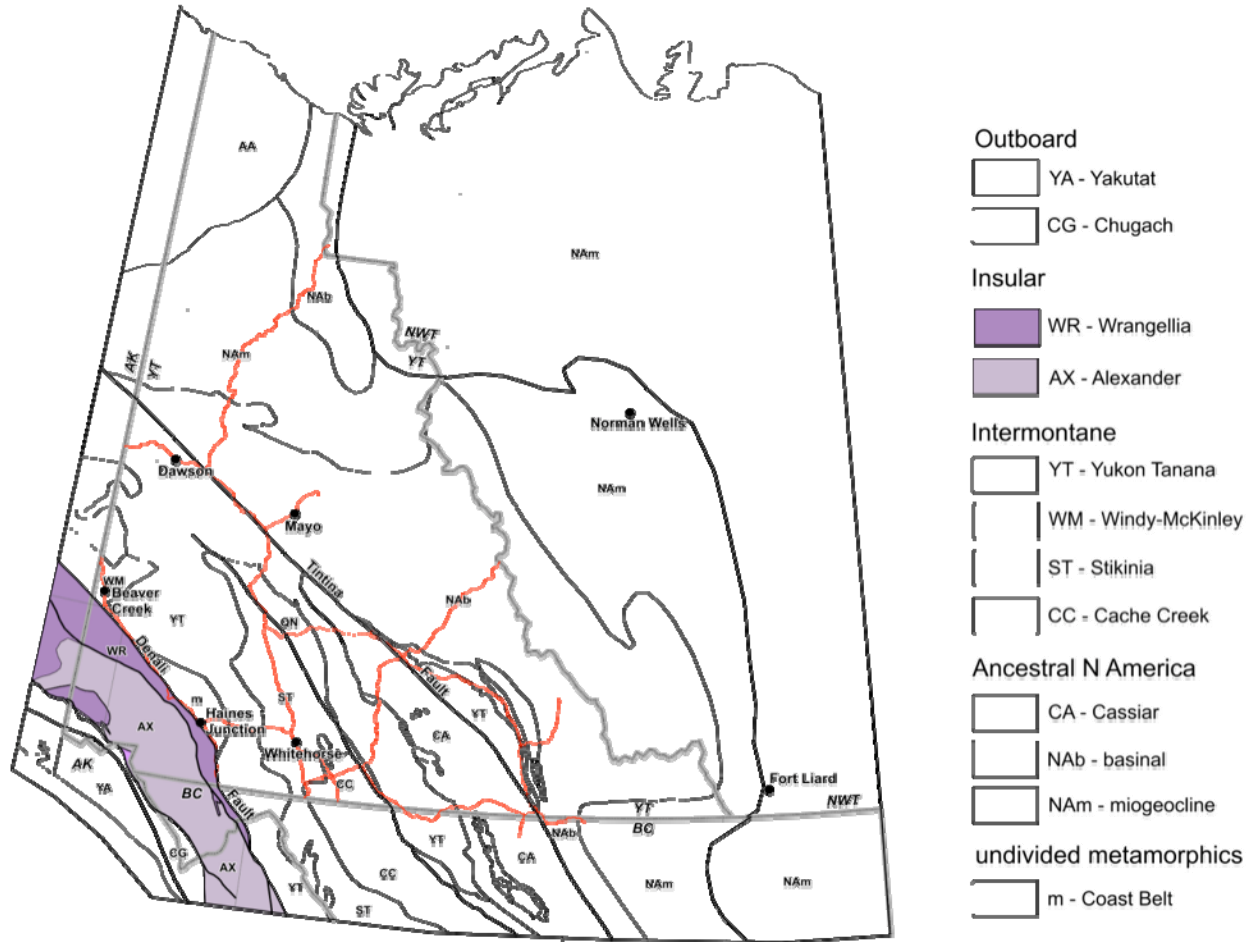 AA
NAm
NAb
NWT
YT
NAm
AK
YT
Norman Wells
Dawson
NAm
Mayo
Tintina
WM
Beaver
Creek
NAb
YT
QN
WR
Denali
Fault
m
ST
YT
Haines
Junction
AX
CA
Whitehorse
AK
CC
Fort Liard
YA
BC
Fault
YT
NWT
BC
NAb
YT
CG
CA
AX
YT
CC
NAm
NAm
ST
Outboard
YA - Yakutat
CG - Chugach
Insular
WR - Wrangellia
AX - Alexander
Intermontane
YT - Yukon Tanana
WM - Windy-McKinley
ST - Stikinia
CC - Cache Creek
Ancestral N America
CA - Cassiar
NAb - basinal
NAm - miogeocline
undivided metamorphics
m - Coast Belt